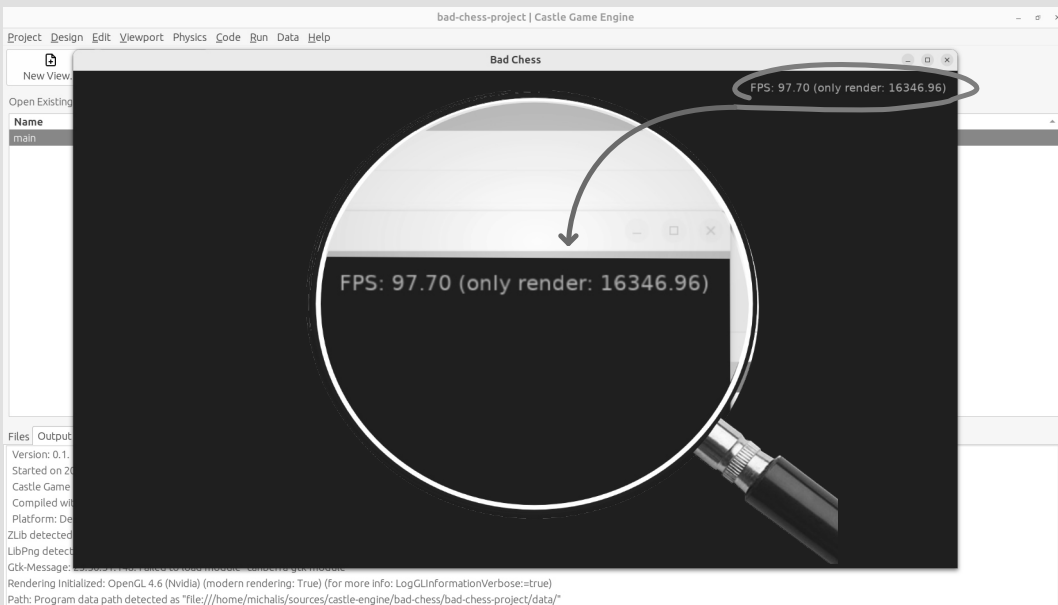 bad-chess-project | Castle Game Engine
Project Design Edit Viewport Physics Code Run Data Help
Bad Chess
New View.
FPS: 97.70 (only render: 16346.96)
Open Existing
Name
main
FPS: 97.70 (only render: 16346.96)
Files Output
Version: 0.1.
Started on 20
Castle Game
Compiled wit
Platform: De
ZLib detected
LibPng detect
Gtk-Message:
Rendering Initialized: OpenGL 4.6 (Nvidia) (modern rendering: True) (for more info: LogGLInformationVerbose:=true)
Path: Program data path detected as "file:///home/michalis/sources/castle-engine/bad-chess/bad-chess-project/data/"